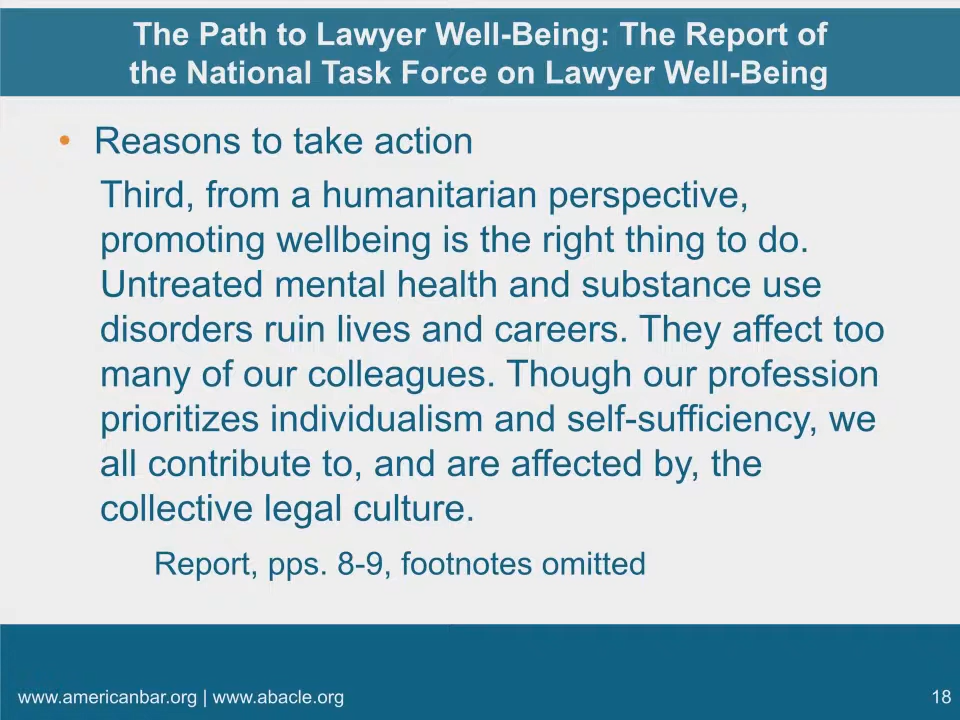 The Path to Lawyer Well-Being: The Report of
the National Task Force on Lawyer Well-Being
• Reasons to take action
Third, from a humanitarian perspective,
promoting wellbeing is the right thing to do.
Untreated mental health and substance use
disorders ruin lives and careers. They affect too
many of our colleagues. Though our profession
prioritizes individualism and self-sufficiency, we
all contribute to, and are affected by, the
collective legal culture.
Report, pps. 8-9, footnotes omitted
www.americanbar.org | www.abacle.org
18